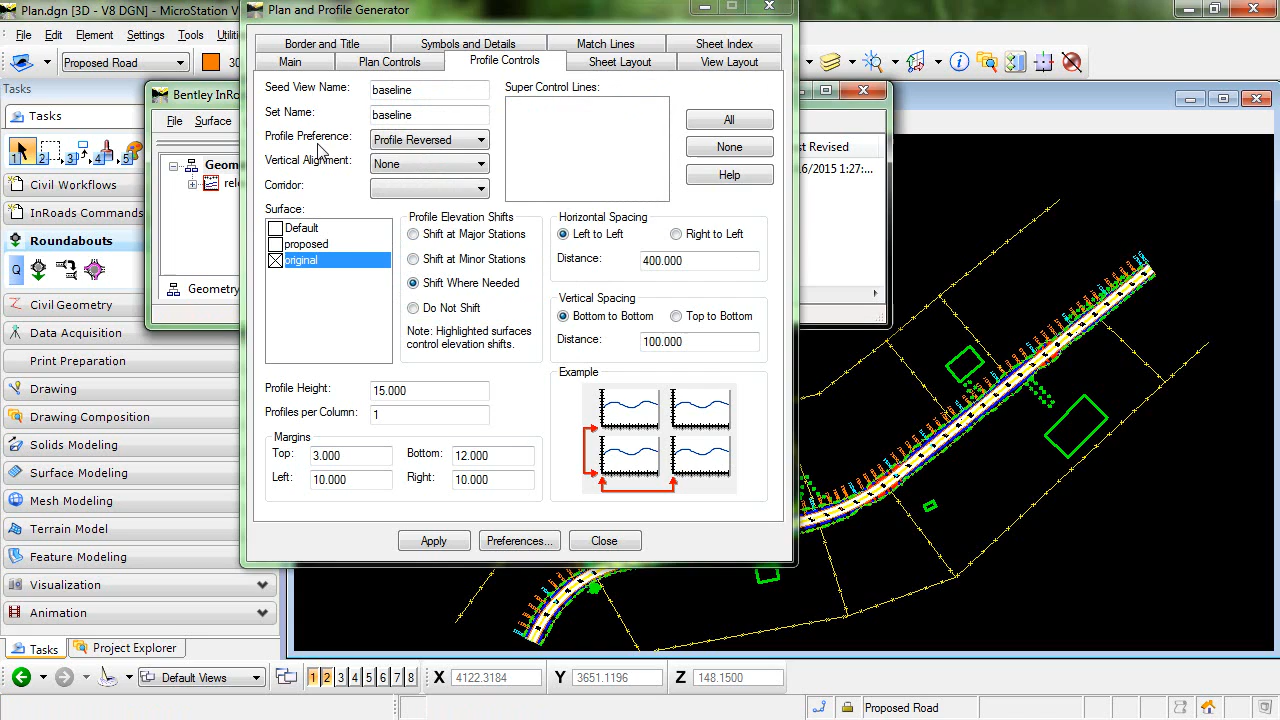 Plan.dgn [3D - V8 DGN] - MicroStation V
Plan and Profile Generator
File Edit Element Settings Tools Uti
Proposed Road
30
Tasks
Tasks
1 2 3 4 5
Civil Workflows
InRoads Commands
Roundabouts
Q
Civil Geometry
Data Acquisition
Print Preparation
Drawing
Drawing Composition
Solids Modeling
Surface Modeling
Mesh Modeling
Terrain Model
Feature Modeling
Visualization
Animation
Tasks Project Explorer
Bentley InRo
File Surface
Geom
relo
Geometry
st Revised
6/2015 1:27:...
Border and Title Symbols and Details Match Lines Sheet Index
Main Plan Controls Profile Controls Sheet Layout View Layout
Seed View Name: baseline
Set Name: baseline
Profile Preference: Profile Reversed
Vertical Alignment: None
Corridor:
Super Control Lines:
All
None
Help
Surface:
Default
proposed
original
Profile Elevation Shifts
Shift at Major Stations
Shift at Minor Stations
Shift Where Needed
Do Not Shift
Note: Highlighted surfaces
control elevation shifts.
Horizontal Spacing
Left to Left Right to Left
Distance: 400.000
Vertical Spacing
Bottom to Bottom Top to Bottom
Distance: 100.000
Profile Height: 15.000
Profiles per Column: 1
Margins
Top: 3.000 Bottom: 12.000
Left: 10.000 Right: 10.000
Example
Apply Preferences... Close
Default Views 1 2 3 4 5 6 7 8 X 4122.3184 Y 3651.1196 Z 148.1500
Proposed Road